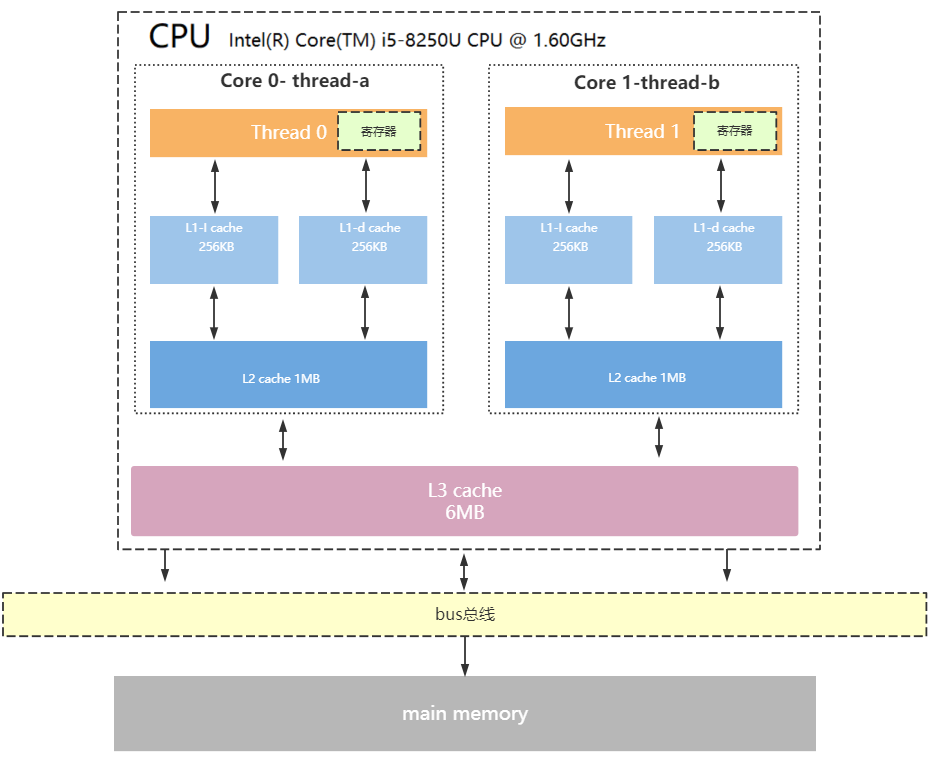 CPU Intel(R) Core(TM) i5-8250U CPU @ 1.60GHz
Core 0- thread-a
Core 1-thread-b
Thread 0
寄存器
Thread 1
寄存器
L1-I cache
256KB
L1-d cache
256KB
L1-I cache
256KB
L1-d cache
256KB
L2 cache 1MB
L2 cache 1MB
L3 cache
6MB
bus总线
main memory